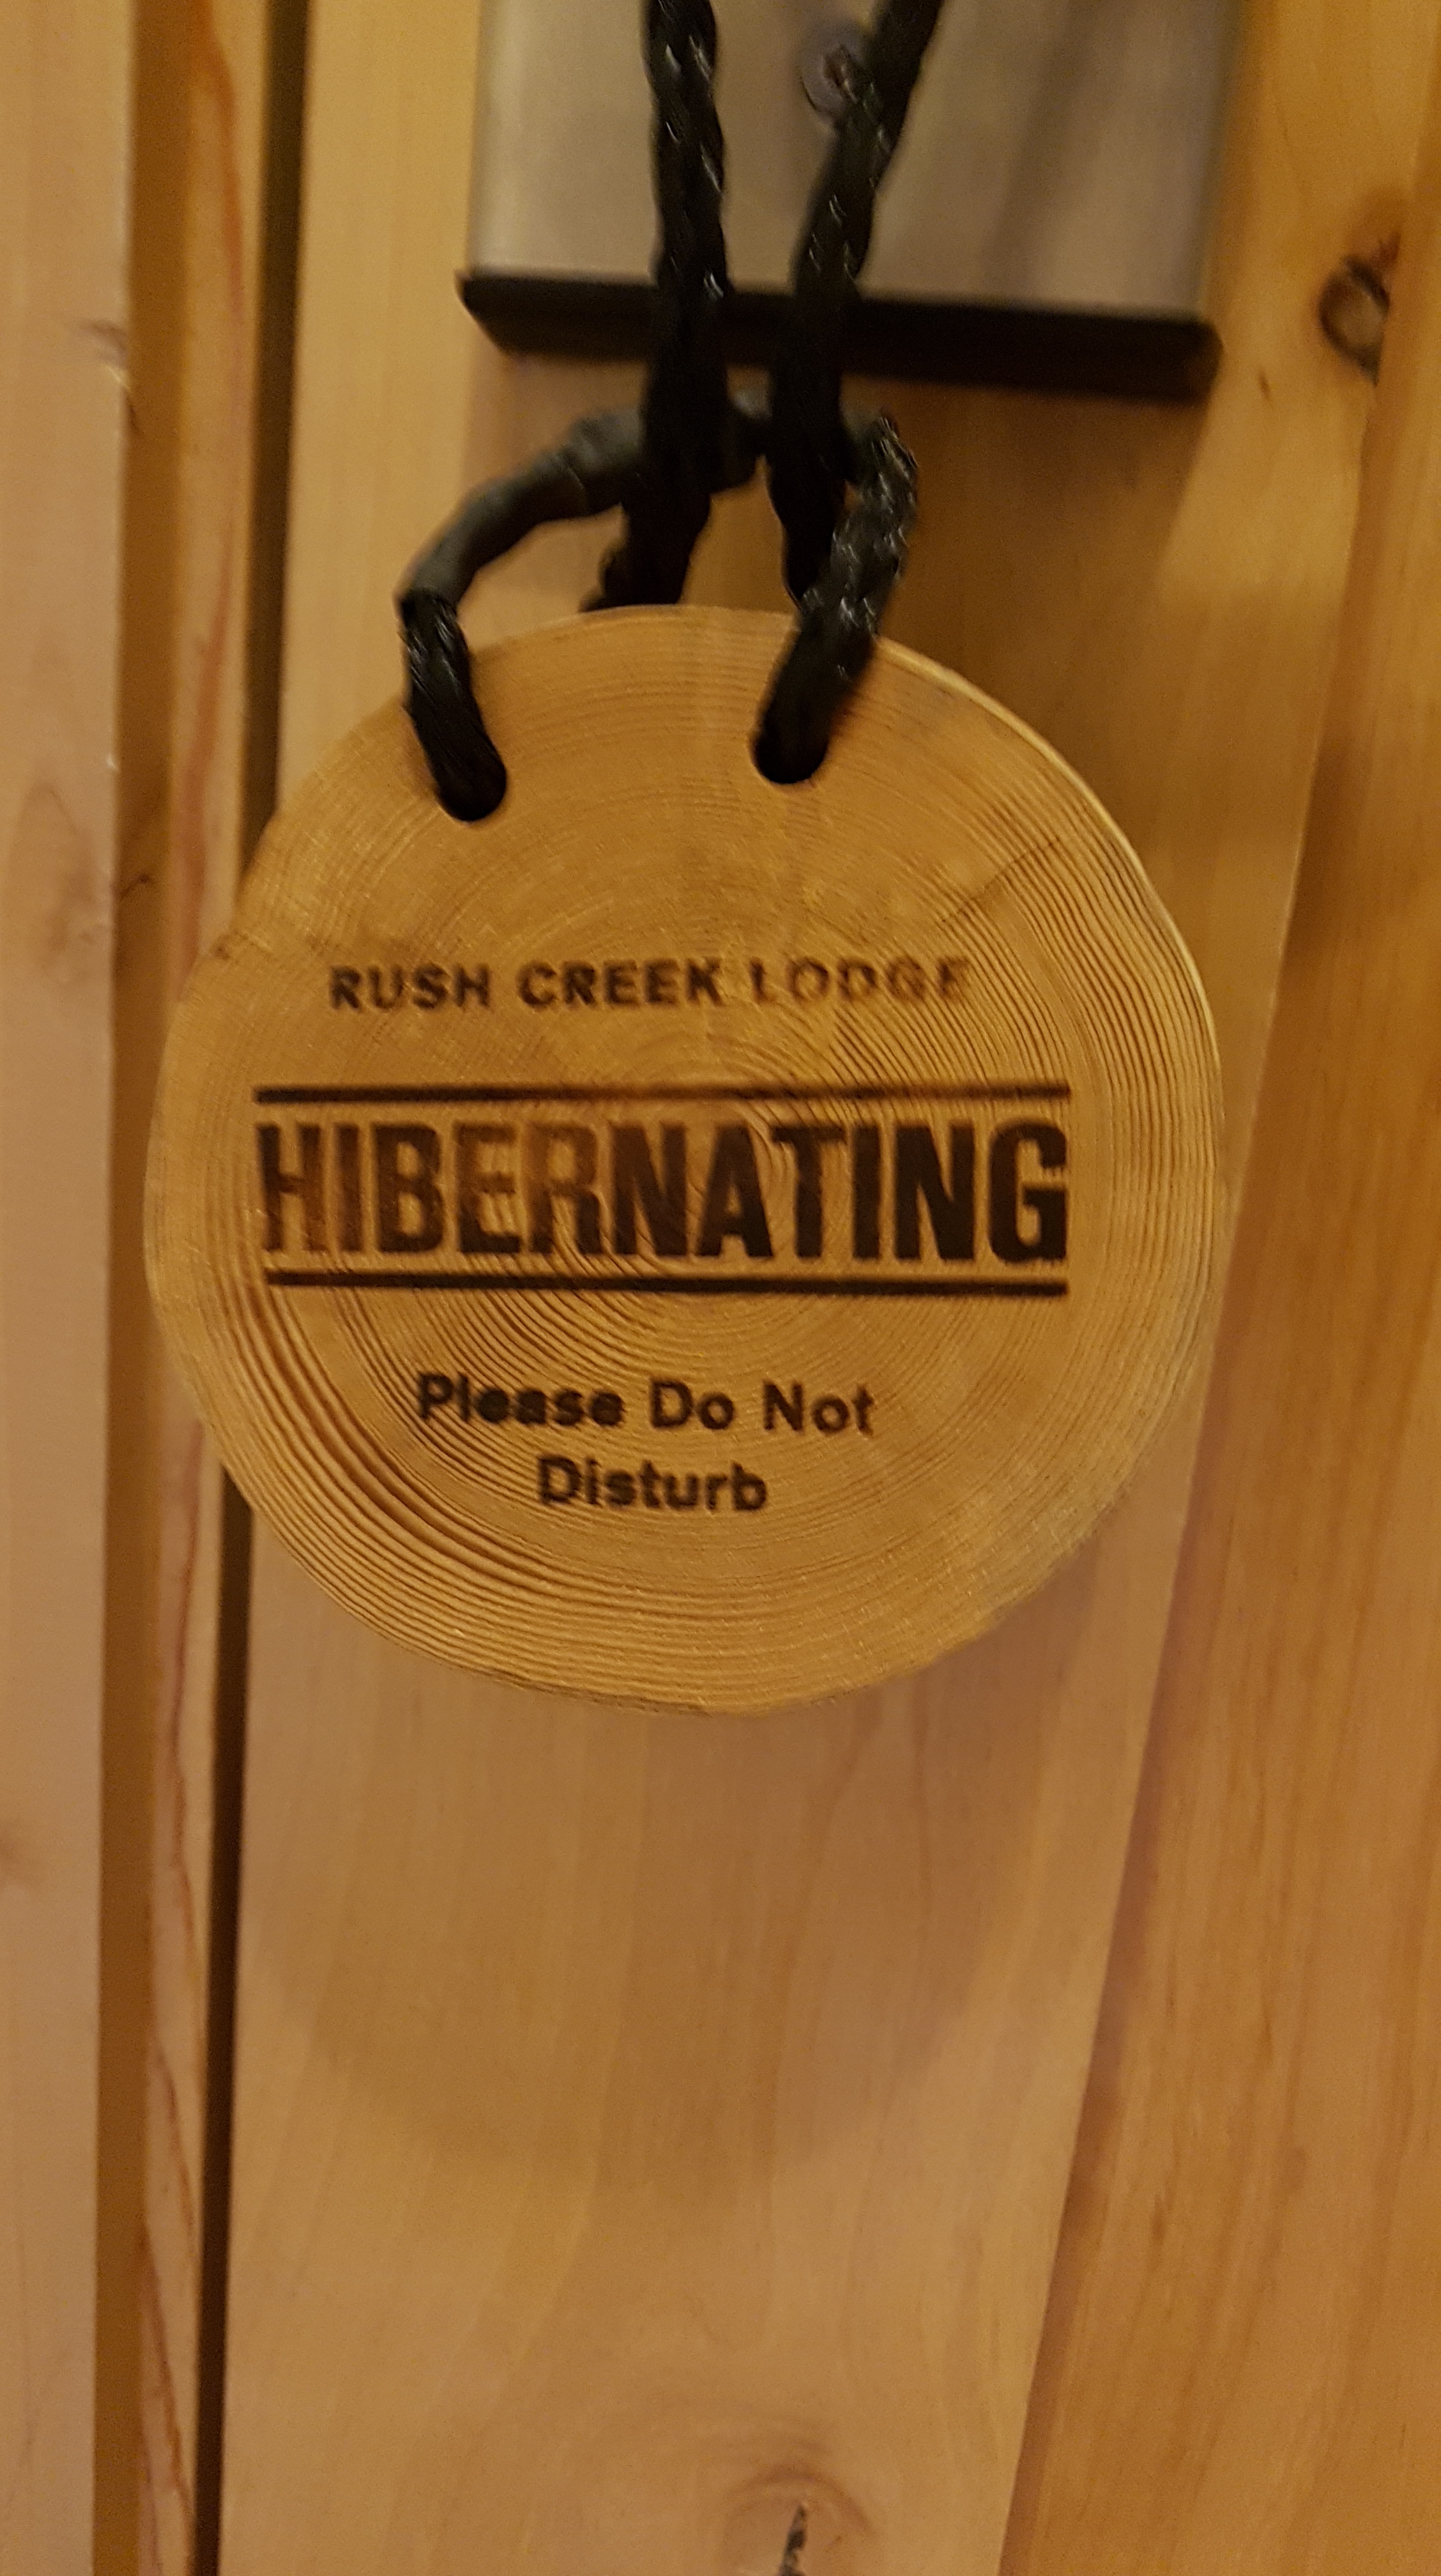 RUSH CREEK LODGE
HIBERNATING
Please Do Not
Disturb